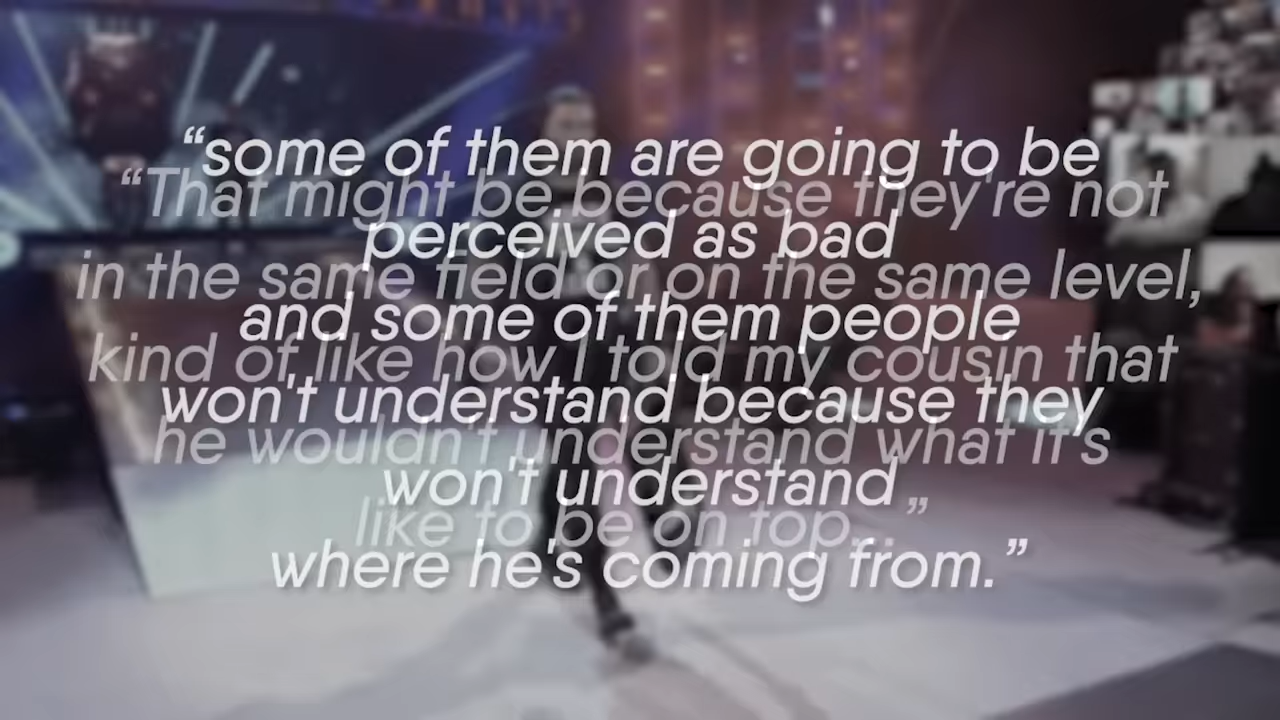 “some of them are going to be
perceived as bad
and some of them people
won't understand because they
won't understand
where he's coming from.”
“That might be because they're not
in the same field or on the same level,
kind of like how I told my cousin that
he wouldn't understand what it's
like to be on top...”